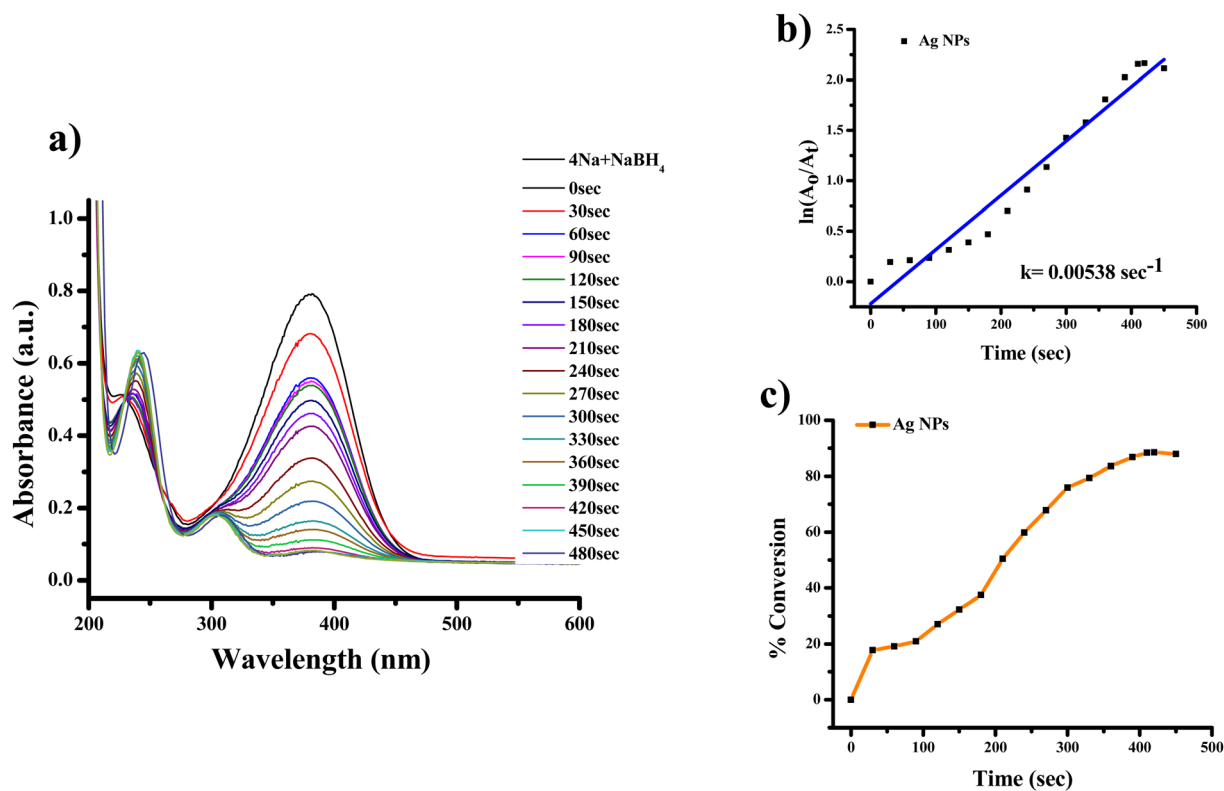 a)
4Na+NaBH4
0sec
30sec
60sec
90sec
120sec
150sec
180sec
210sec
240sec
270sec
300sec
330sec
360sec
390sec
420sec
450sec
480sec
Absorbance (a.u.)
1.0
0.8
0.6
0.4
0.2
0.0
200 300 400 500 600
Wavelength (nm)
b)
Ag NPs
ln(Ao/At)
2.5
2.0
1.5
1.0
0.5
0.0
k= 0.00538 sec-1
0 100 200 300 400 500
Time (sec)
c)
Ag NPs
% Conversion
100
80
60
40
20
0
0 100 200 300 400 500
Time (sec)